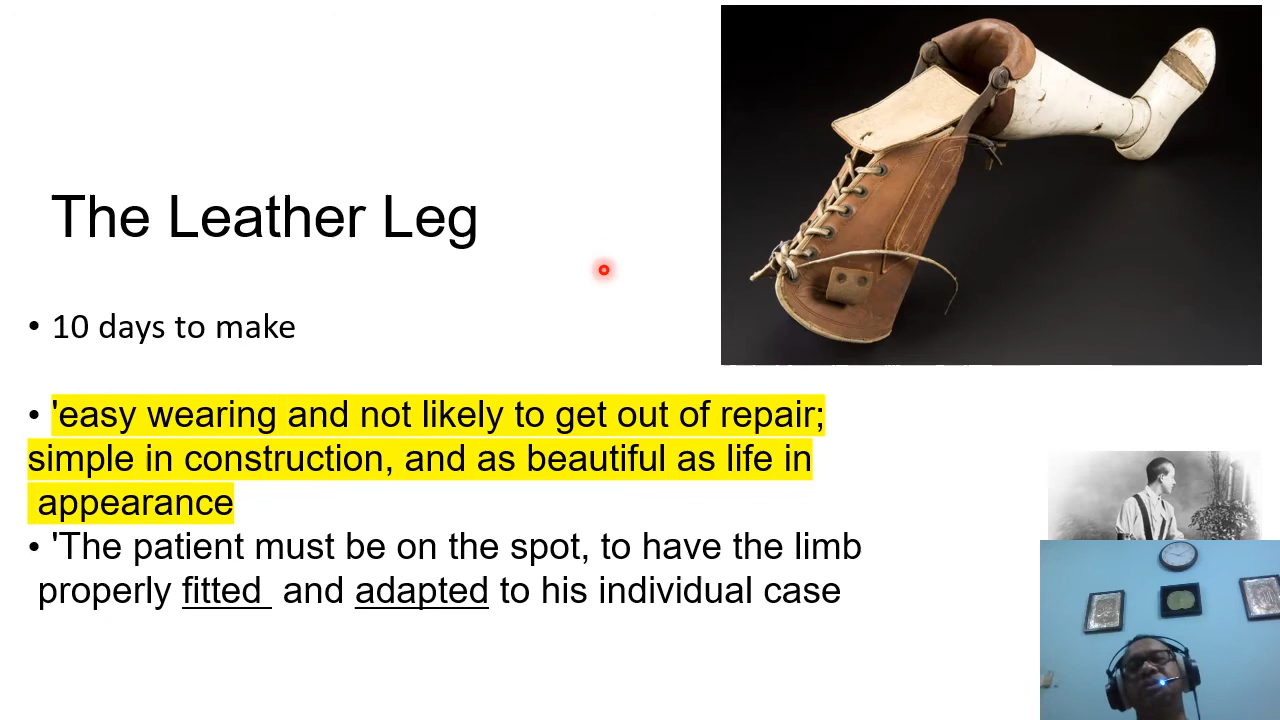 The Leather Leg
• 10 days to make
• 'easy wearing and not likely to get out of repair;
simple in construction, and as beautiful as life in
appearance
• 'The patient must be on the spot, to have the limb
properly fitted and adapted to his individual case